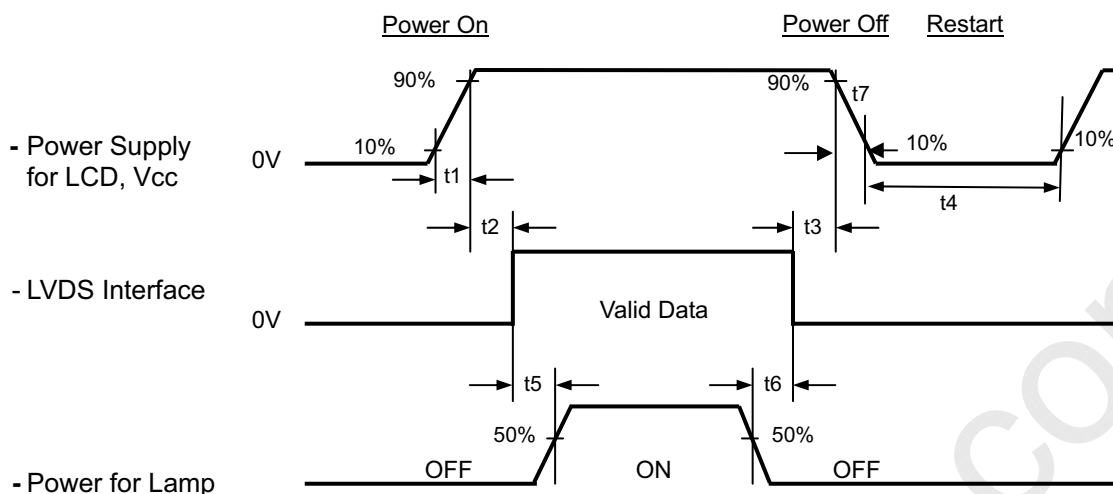 Power On
Power Off
Restart
90%
90%
t7
- Power Supply
for LCD, Vcc
0V
10%
10%
10%
t1
t4
t2
t3
- LVDS Interface
0V
Valid Data
t5
t6
50%
50%
- Power for Lamp
OFF
ON
OFF
con